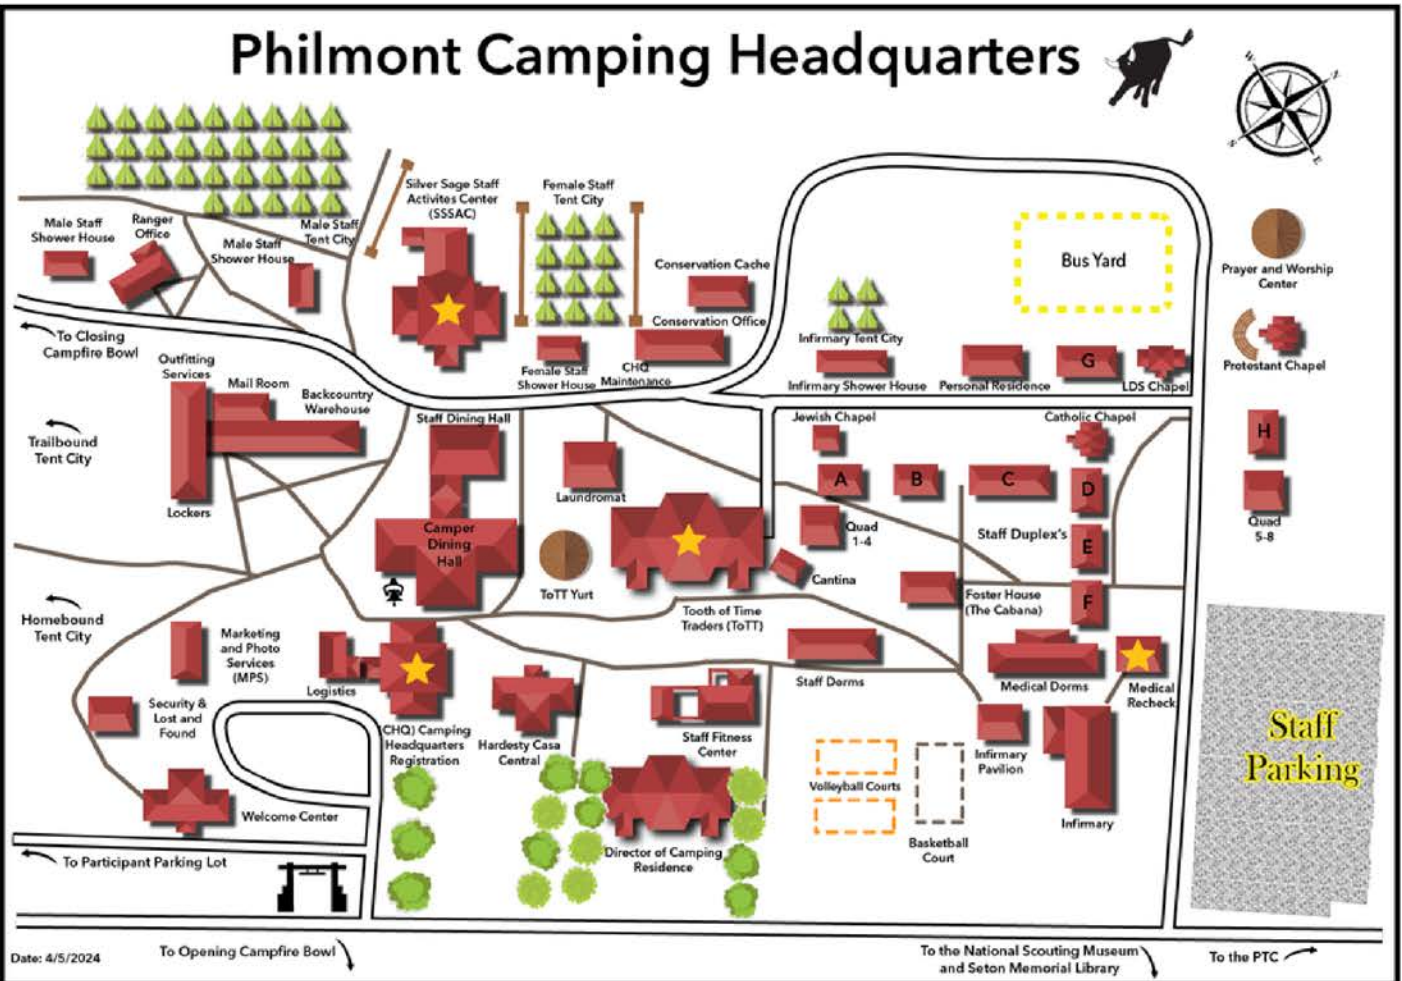 Philmont Camping Headquarters
W
N
S
E
Silver Sage Staff
Activites Center
(SSSAC)
Female Staff
Tent City
Male Staff
Shower House
Ranger
Office
Male Staff
Shower House
Male Staff
Tent City
Conservation Cache
Conservation Office
Bus Yard
Prayer and Worship
Center
To Closing
Campfire Bowl
Female Staff
Shower House
CHQ
Maintenance
Infirmary Tent City
Infirmary Shower House
Personal Residence
G
LDS Chapel
Protestant Chapel
Outfitting
Services
Mail Room
Backcountry
Warehouse
Staff Dining Hall
Jewish Chapel
Catholic Chapel
Trailbound
Tent City
Lockers
Laundromat
A
B
C
D
H
Camper
Dining
Hall
Quad
1-4
Staff Duplex's
E
Quad
5-8
ToTT Yurt
Cantina
Tooth of Time
Traders (ToTT)
Foster House
(The Cabana)
F
Homebound
Tent City
Marketing
and Photo
Services
(MPS)
Logistics
Staff Dorms
Medical Dorms
Medical
Recheck
Security &
Lost and
Found
(CHQ) Camping
Headquarters
Registration
Hardesty Casa
Central
Staff Fitness
Center
Infirmary
Pavilion
Staff
Parking
Volleyball Courts
Welcome Center
Infirmary
Basketball
Court
Director of Camping
Residence
To Participant Parking Lot
To Opening Campfire Bowl
To the National Scouting Museum
and Seton Memorial Library
To the PTC
Date: 4/5/2024